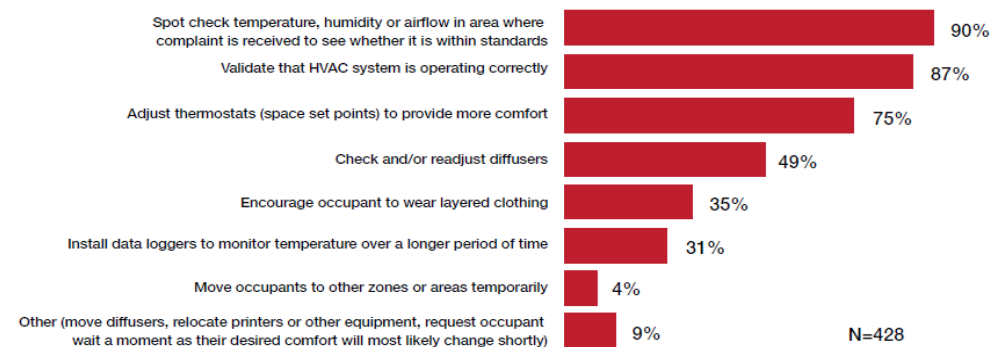 Spot check temperature, humidity or airflow in area where
complaint is received to see whether it is within standards
90%
Validate that HVAC system is operating correctly
87%
Adjust thermostats (space set points) to provide more comfort
75%
Check and/or readjust diffusers
49%
Encourage occupant to wear layered clothing
35%
Install data loggers to monitor temperature over a longer period of time
31%
Move occupants to other zones or areas temporarily
4%
Other (move diffusers, relocate printers or other equipment, request occupant
wait a moment as their desired comfort will most likely change shortly)
9%
N=428